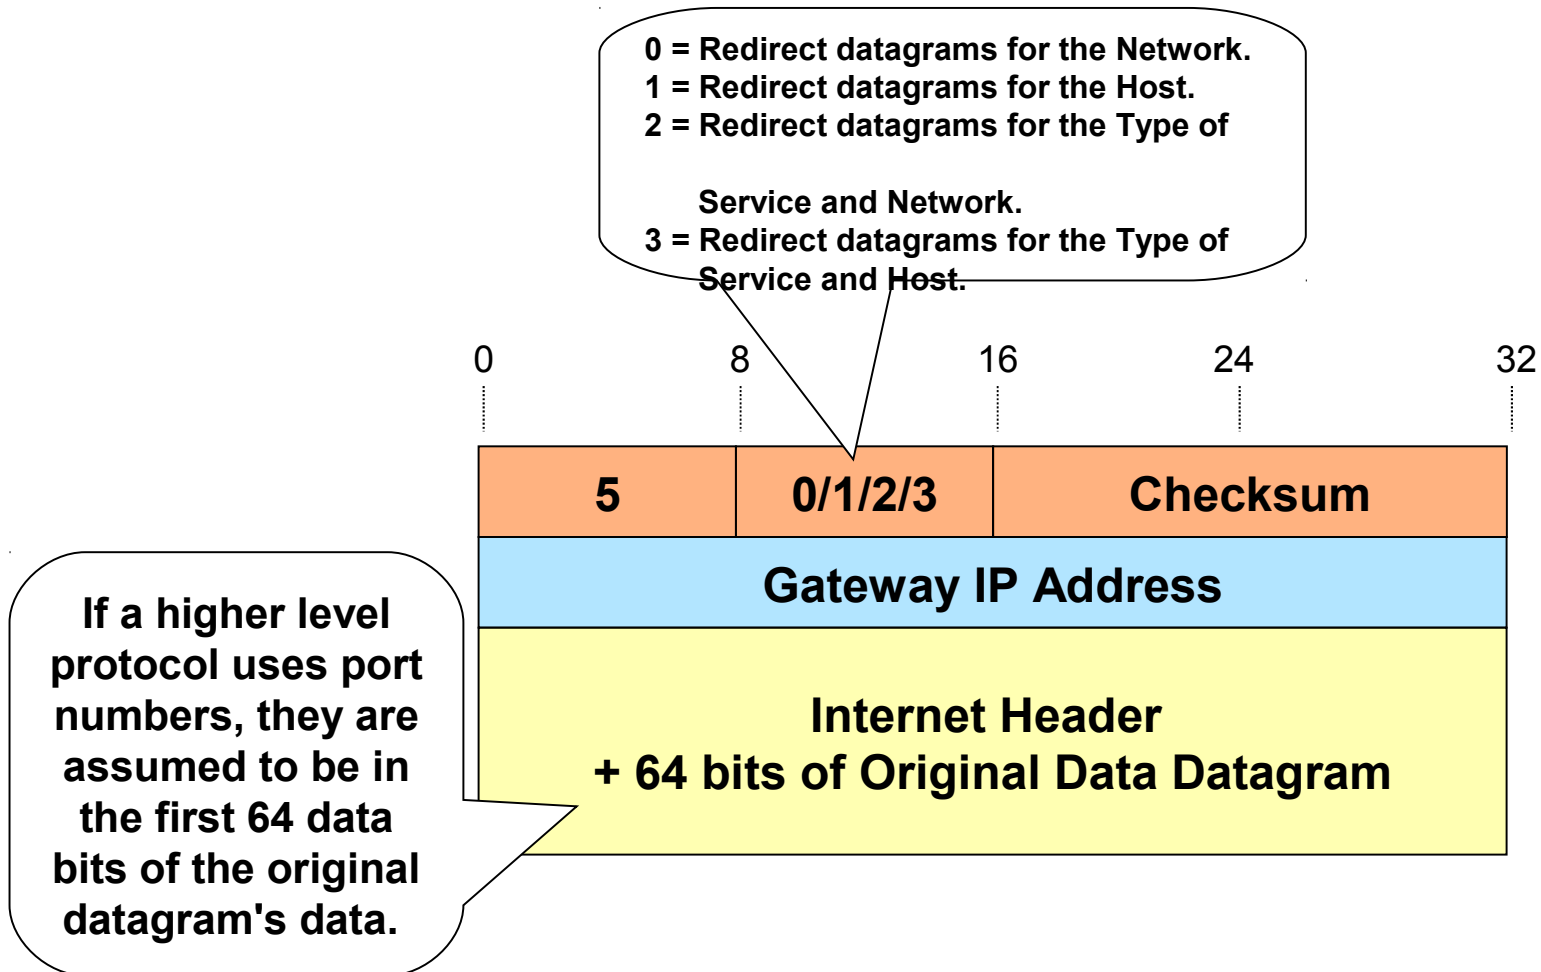 0 = Redirect datagrams for the Network.
1 = Redirect datagrams for the Host.
2 = Redirect datagrams for the Type of
Service and Network.
3 = Redirect datagrams for the Type of
Service and Host.
0 8 16 24 32
5 0/1/2/3 Checksum
Gateway IP Address
Internet Header
+ 64 bits of Original Data Datagram
If a higher level
protocol uses port
numbers, they are
assumed to be in
the first 64 data
bits of the original
datagram's data.